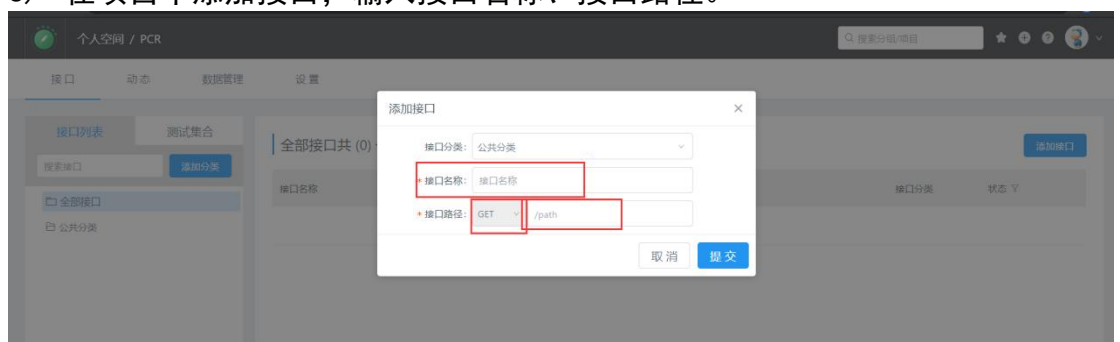 在项目中添加接口，输入接口名称、接口路径。
个人空间 / PCR
搜索分组/项目
接口 动态 数据管理 设置
添加接口
接口列表 测试集合
全部接口共 (0)
接口分类: 公共分类
添加接口
搜索接口 添加分类
* 接口名称: 接口名称
接口名称 接口分类 状态
全部接口
* 接口路径: GET /path
公共分类
取消 提交